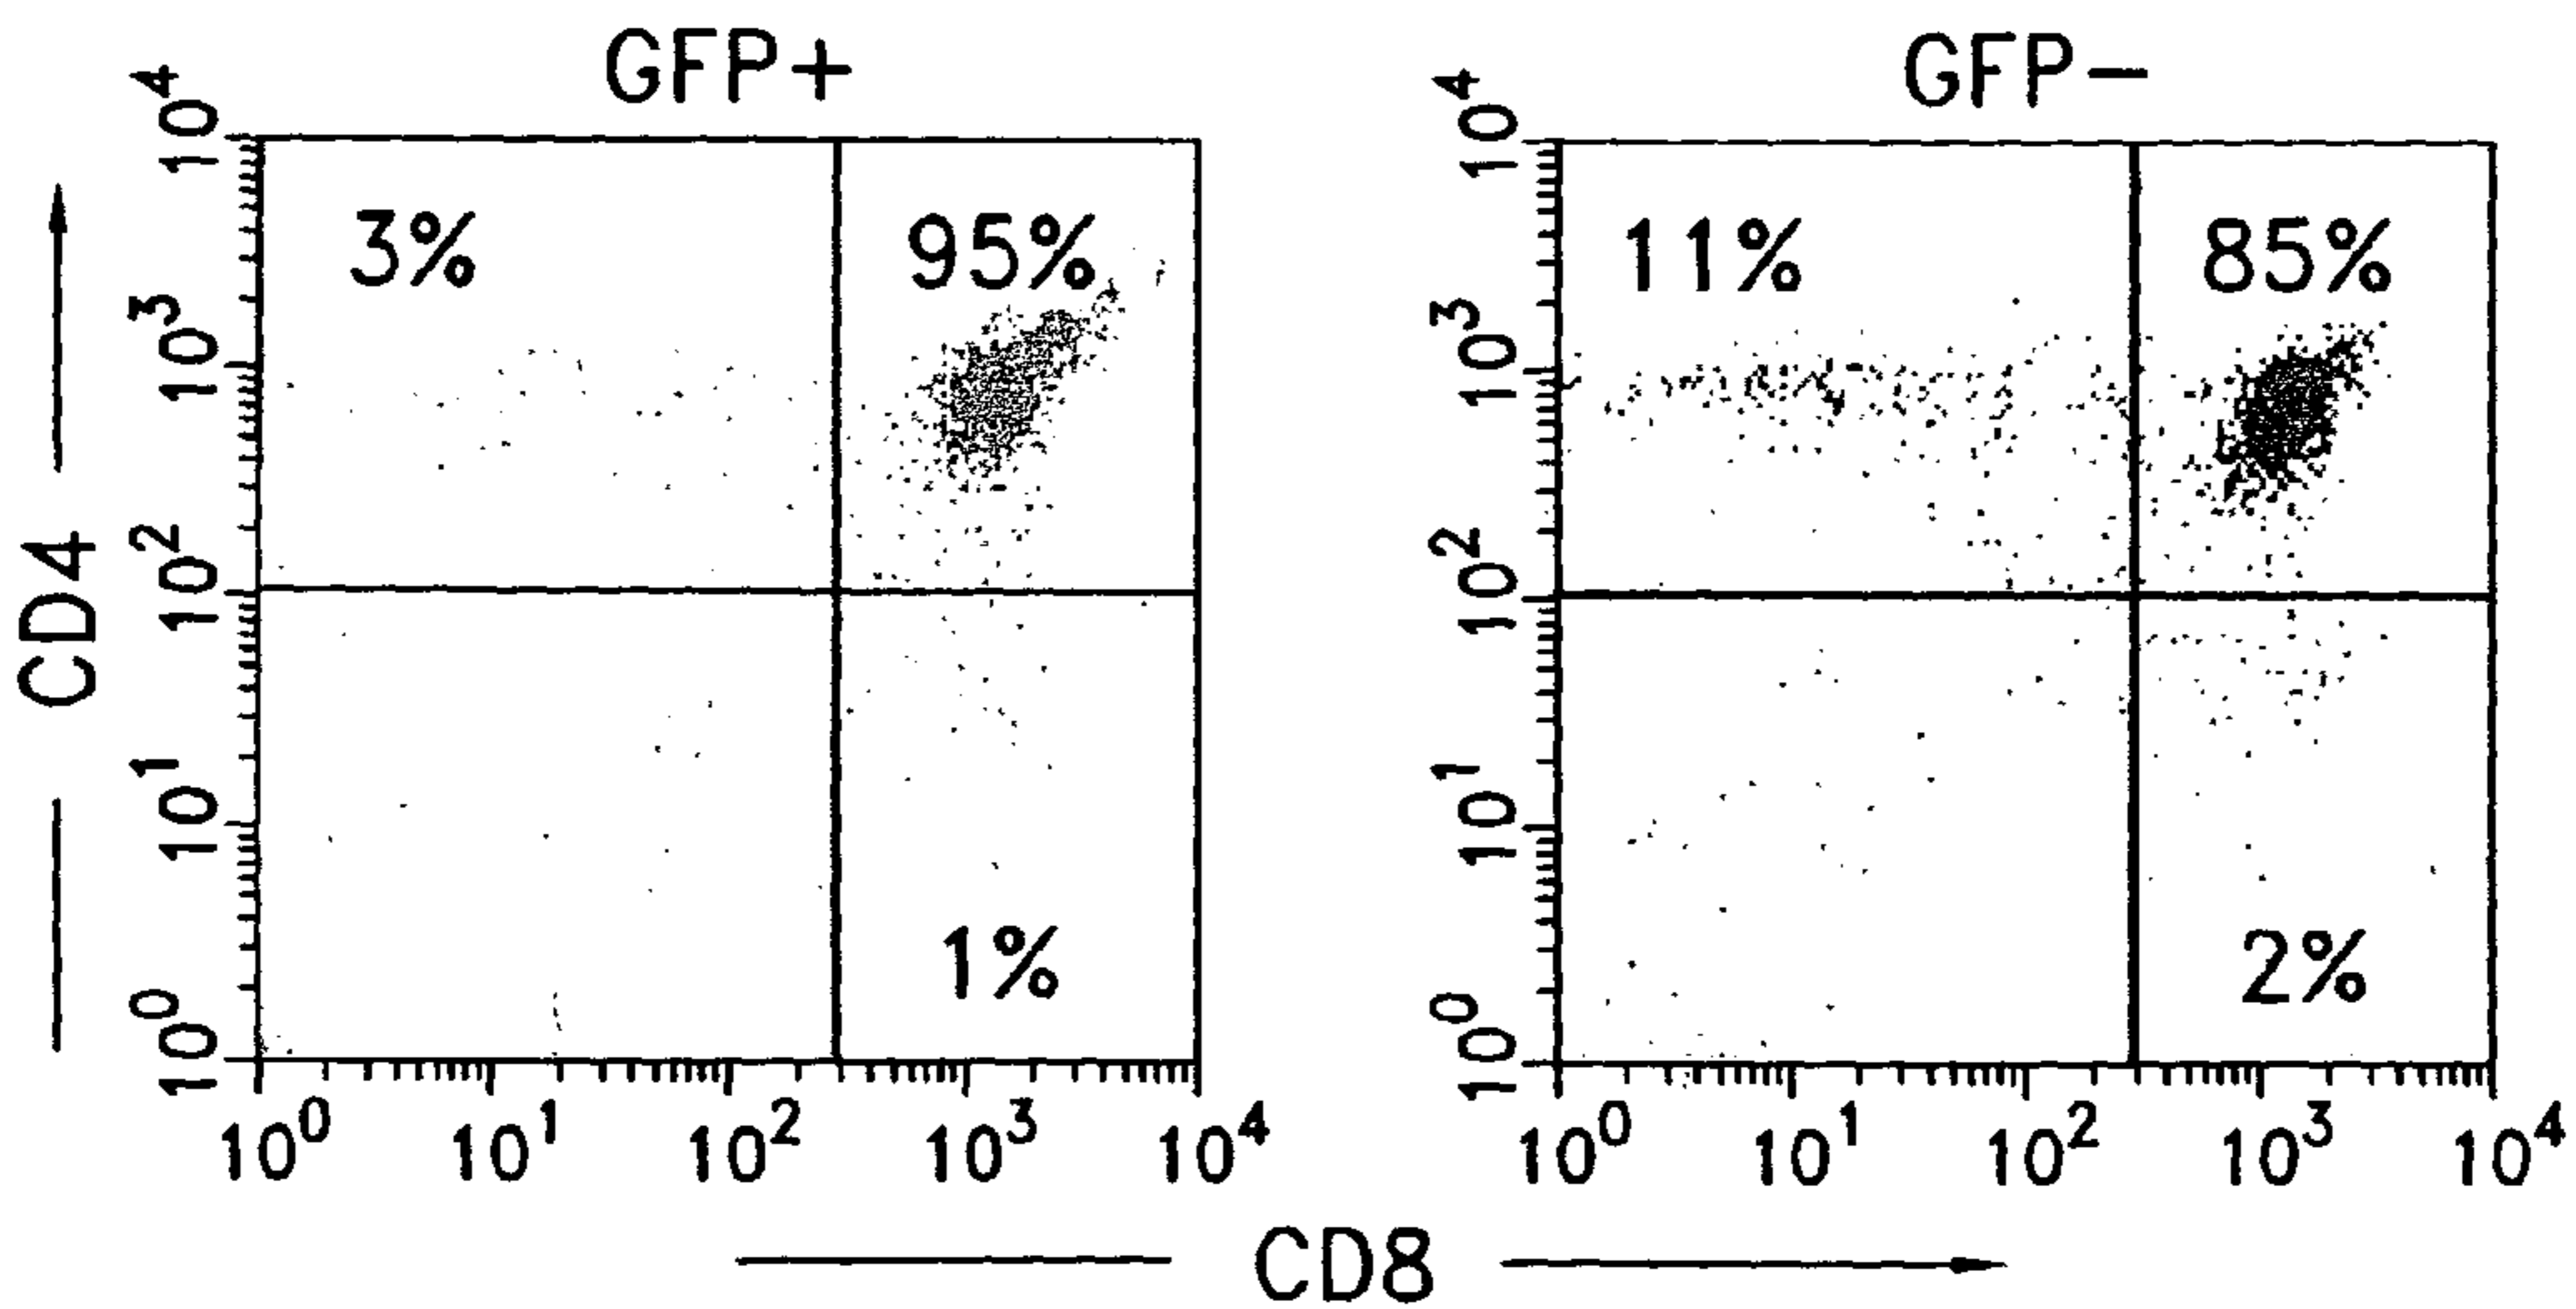 GFP+ GFP−
10⁴ 10⁴
3% 95% 11% 85%
10³ 10³
CD4
10² 10²
10¹ 10¹
1% 2%
10⁰ 10⁰
10⁰ 10¹ 10² 10³ 10⁴ 10⁰ 10¹ 10² 10³ 10⁴
CD8